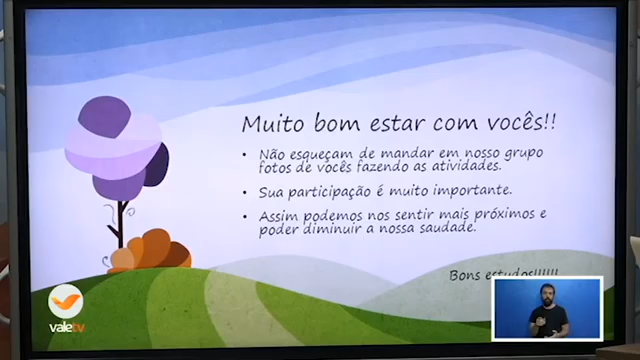 Muito bom estar com vocês!!
• Não esqueçam de mandar em nosso grupo
fotos de vocês fazendo as atividades.
• Sua participação é muito importante.
• Assim podemos nos sentir mais próximos e
poder diminuir a nossa saudade.
Bons estudos!!!!!!
valetv